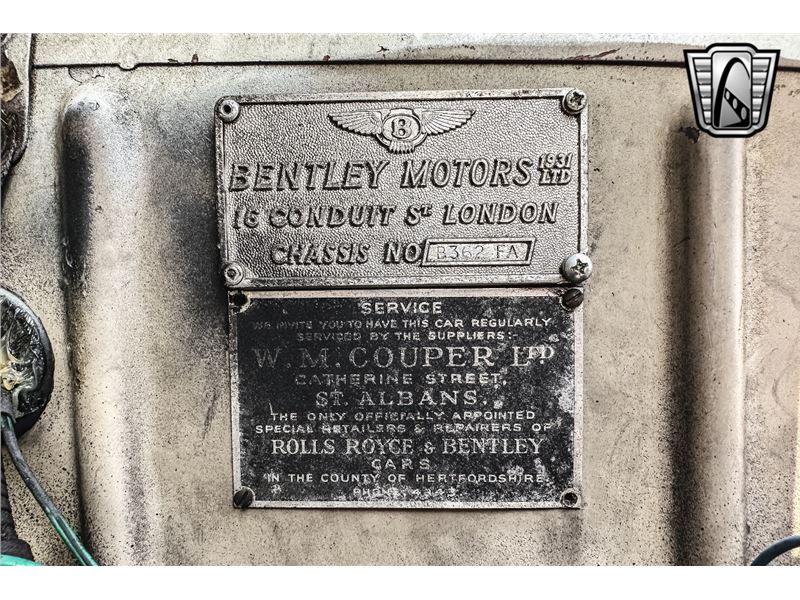 B
BENTLEY MOTORS 1931 LTD
16 CONDUIT ST LONDON
CHASSIS NO B362 FA
SERVICE
WE INVITE YOU TO HAVE THIS CAR REGULARLY
SERVICED BY THE SUPPLIERS:-
W. M. COUPER LTD
CATHERINE STREET,
ST. ALBANS.
THE ONLY OFFICIALLY APPOINTED
SPECIAL RETAILERS & REPAIRERS OF
ROLLS ROYCE & BENTLEY
CARS
IN THE COUNTY OF HERTFORDSHIRE.
PHONE: 4343